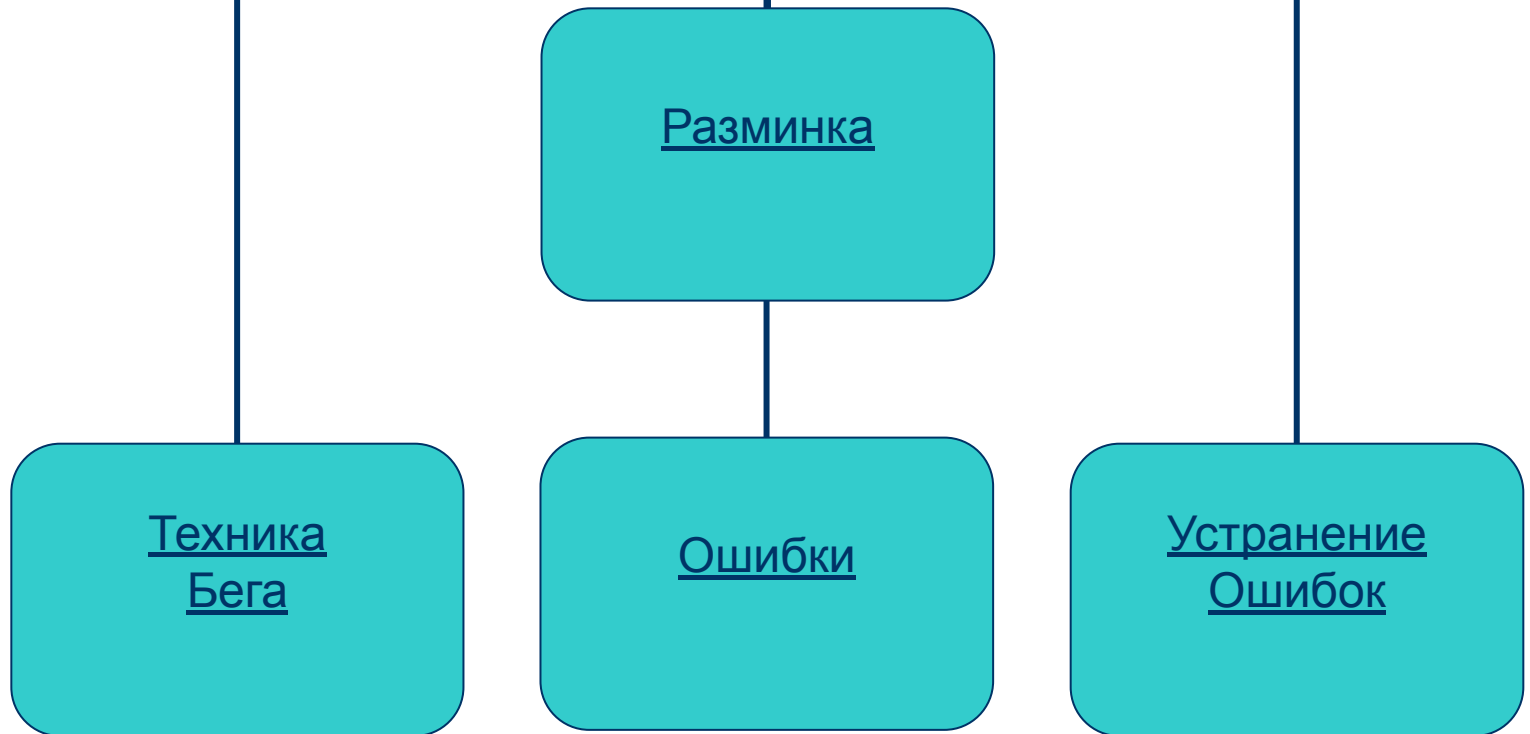 Разминка
Техника
Бега
Ошибки
Устранение
Ошибок